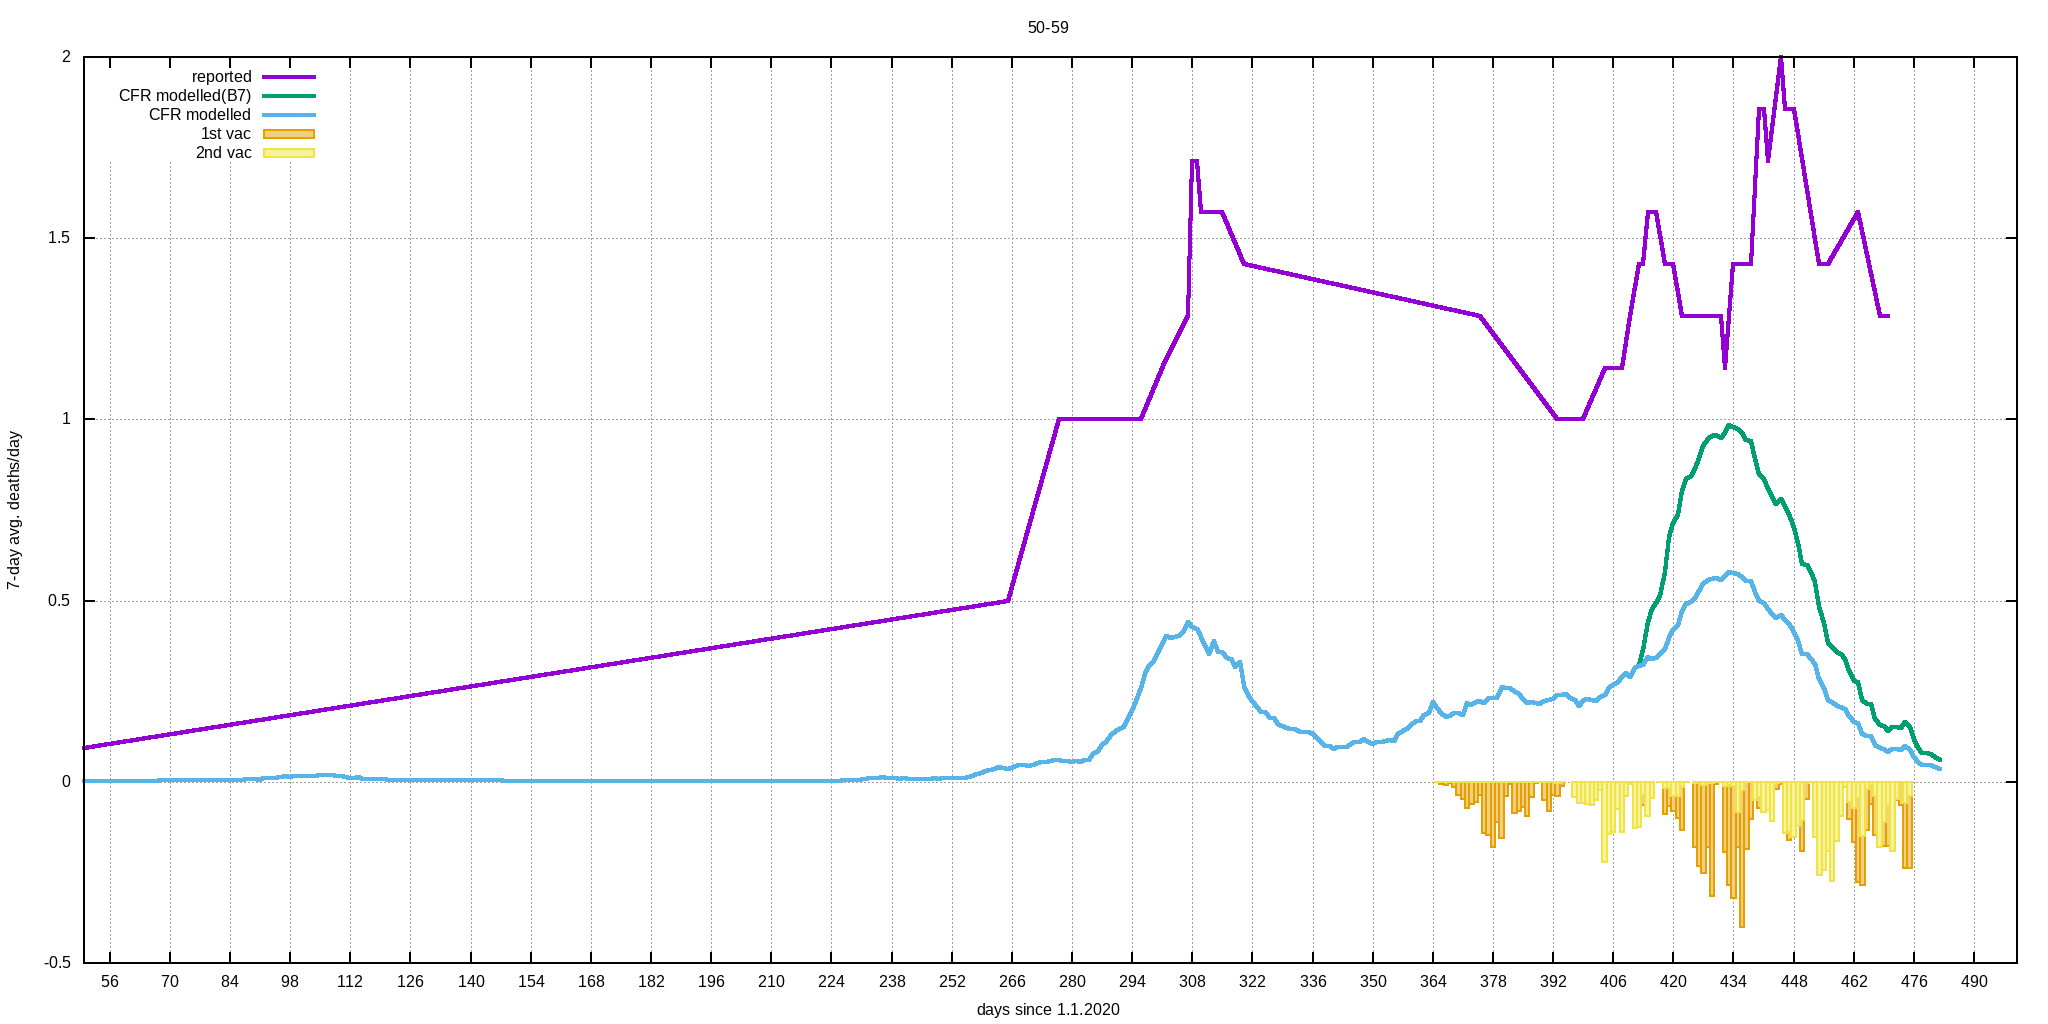 50-59
reported
CFR modelled(B7)
CFR modelled
1st vac
2nd vac
2
1.5
1
0.5
0
-0.5
7-day avg. deaths/day
56 70 84 98 112 126 140 154 168 182 196 210 224 238 252 266 280 294 308 322 336 350 364 378 392 406 420 434 448 462 476 490
days since 1.1.2020